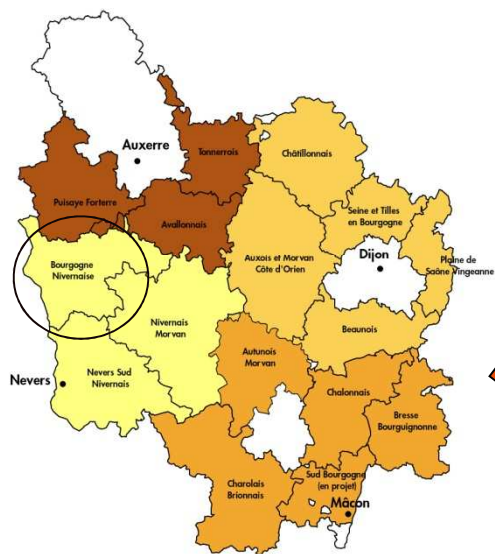 Auxerre
Tonnerrois
Châtillonnais
Puisaye Forterre
Avallonnais
Seine et Tilles
en Bourgogne
Bourgogne
Nivernaise
Auxois et Morvan
Côte d'Orien
Dijon
Plaine de
Saône Vingeanne
Nivernais
Morvan
Beaunois
Autunois
Morvan
Nevers
Nevers Sud
Nivernais
Chalonnais
Bresse
Bourguignonne
Charolais
Brionnais
Sud Bourgogne
(en projet)
Mâcon